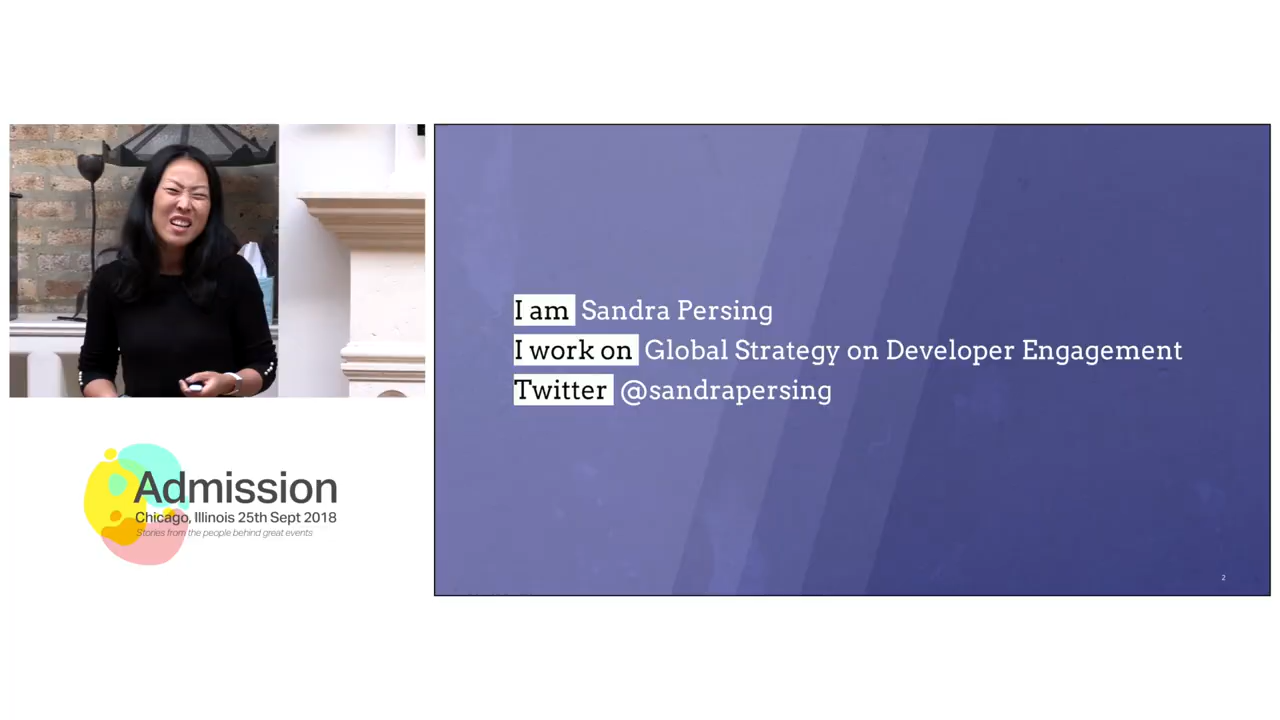 I am Sandra Persing
I work on Global Strategy on Developer Engagement
Twitter @sandrapersing
2
Admission
Chicago, Illinois 25th Sept 2018
Stories from the people behind great events